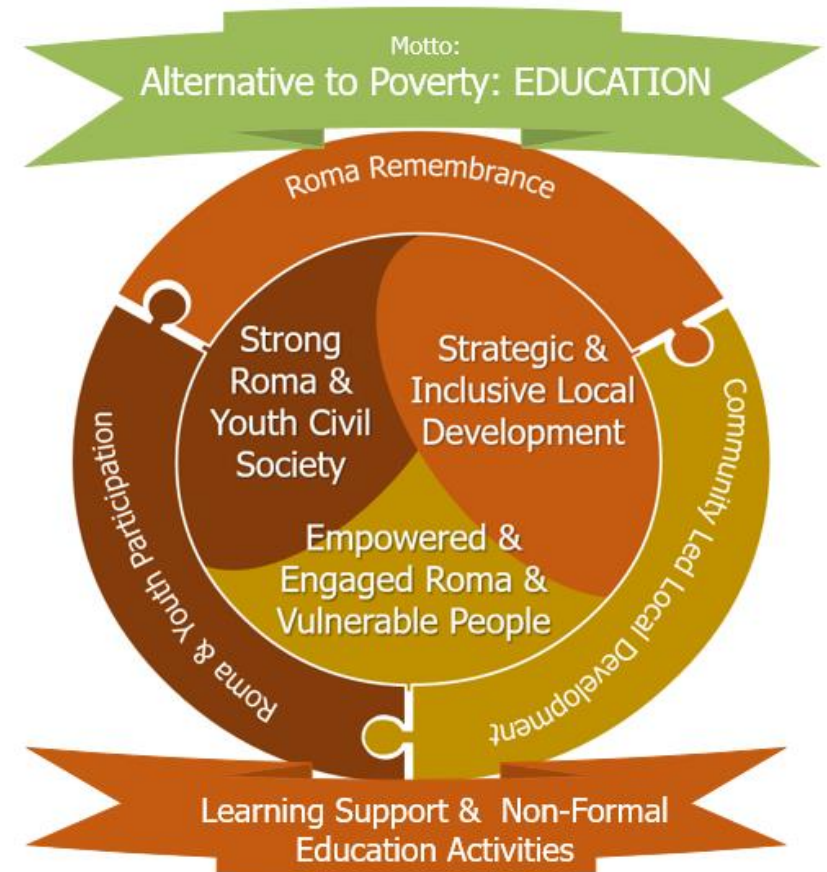 Motto:
Alternative to Poverty: EDUCATION
Roma Remembrance
Strong
Roma &
Youth Civil
Society
Strategic &
Inclusive Local
Development
Empowered &
Engaged Roma &
Vulnerable People
Roma & Youth Participation
Community Led Local Development
Learning Support & Non-Formal
Education Activities